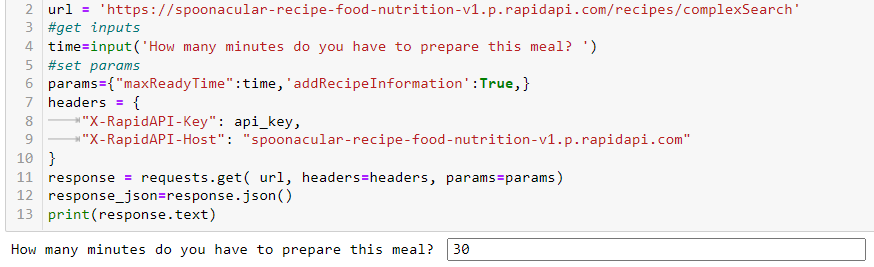 2 url = 'https://spoonacular-recipe-food-nutrition-v1.p.rapidapi.com/recipes/complexSearch'
3 #get inputs
4 time=input('How many minutes do you have to prepare this meal? ')
5 #set params
6 params={"maxReadyTime":time,'addRecipeInformation':True,}
7 headers = {
8 "X-RapidAPI-Key": api_key,
9 "X-RapidAPI-Host": "spoonacular-recipe-food-nutrition-v1.p.rapidapi.com"
10 }
11 response = requests.get( url, headers=headers, params=params)
12 response_json=response.json()
13 print(response.text)
How many minutes do you have to prepare this meal? 30